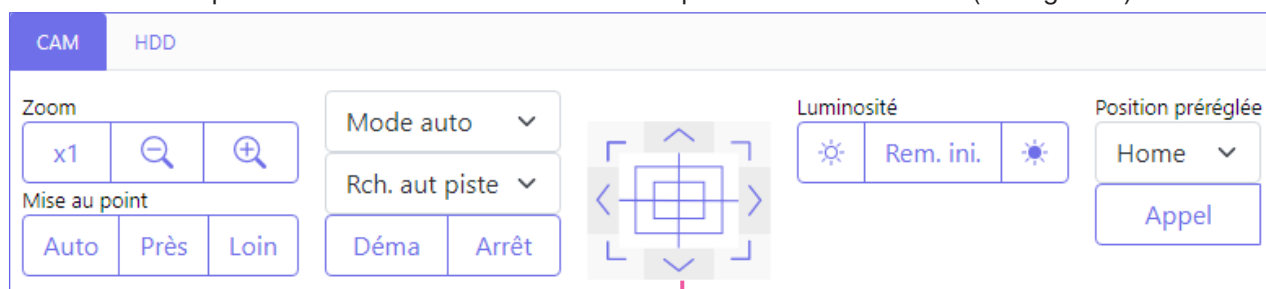 CAM HDD
Zoom
x1
Mise au point
Auto Près Loin
Mode auto
Rch. aut piste
Déma Arrêt
Luminosité
Rem. ini.
Position préréglée
Home
Appel